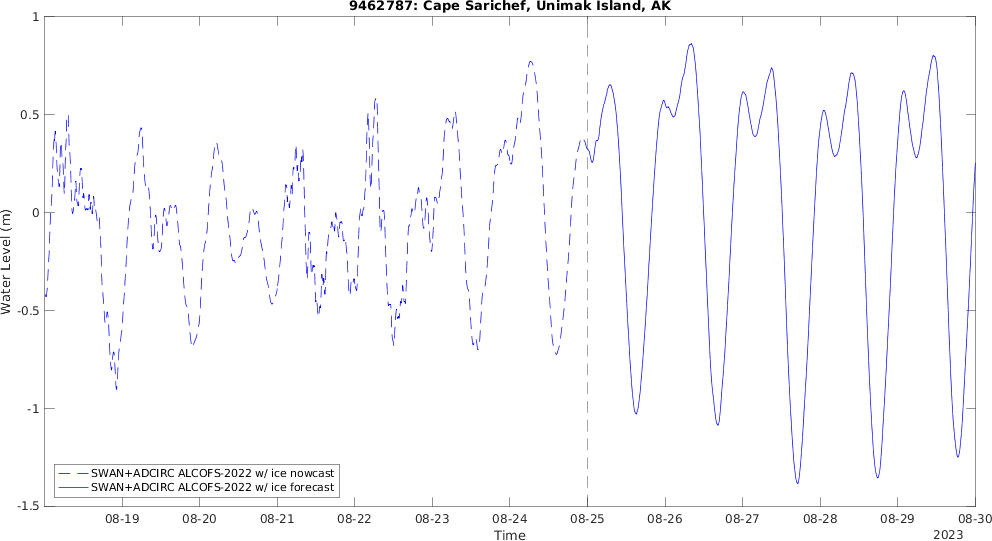 9462787: Cape Sarichef, Unimak Island, AK
1
0.5
0
-0.5
-1
-1.5
Water Level (m)
SWAN+ADCIRC ALCOFS-2022 w/ ice nowcast
SWAN+ADCIRC ALCOFS-2022 w/ ice forecast
08-19 08-20 08-21 08-22 08-23 08-24 08-25 08-26 08-27 08-28 08-29 08-30
Time
2023